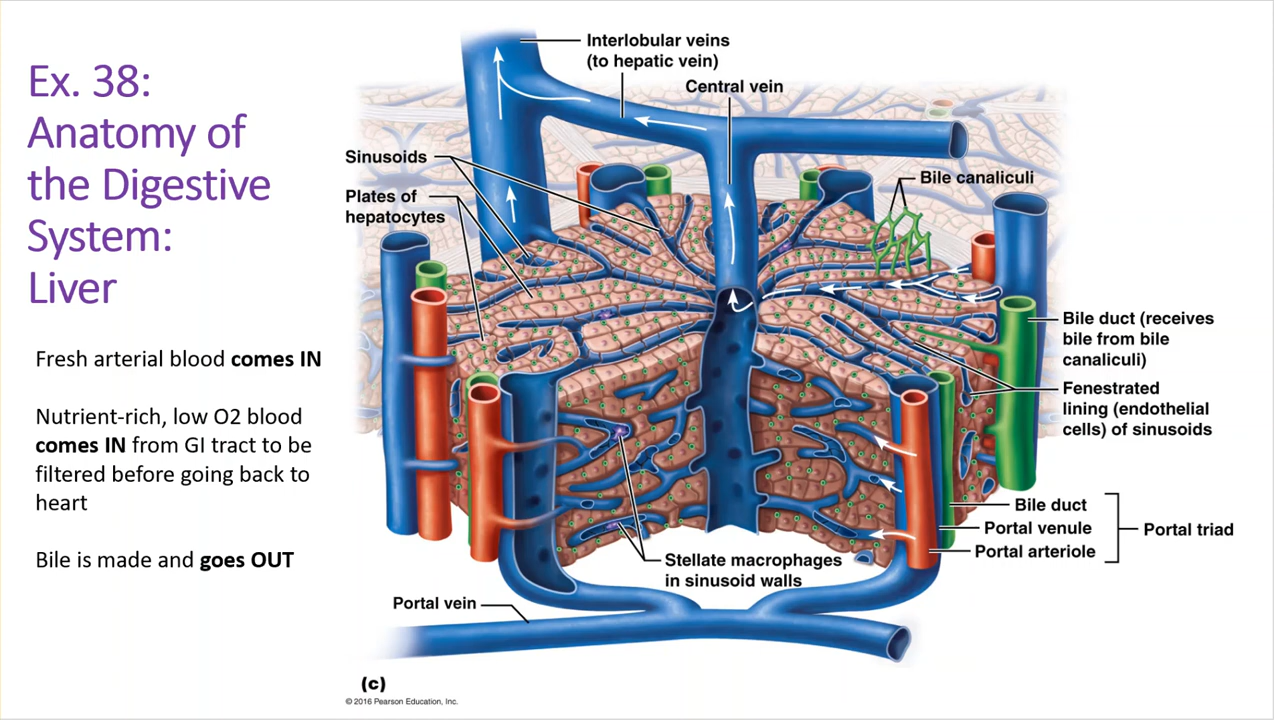 Ex. 38:
Anatomy of
the Digestive
System:
Liver
Fresh arterial blood comes IN
Nutrient-rich, low O2 blood
comes IN from GI tract to be
filtered before going back to
heart
Bile is made and goes OUT
Interlobular veins
(to hepatic vein)
Central vein
Sinusoids
Plates of
hepatocytes
Bile canaliculi
Bile duct (receives
bile from bile
canaliculi)
Fenestrated
lining (endothelial
cells) of sinusoids
Bile duct
Portal venule
Portal arteriole
Portal triad
Stellate macrophages
in sinusoid walls
Portal vein
(c)
© 2016 Pearson Education, Inc.